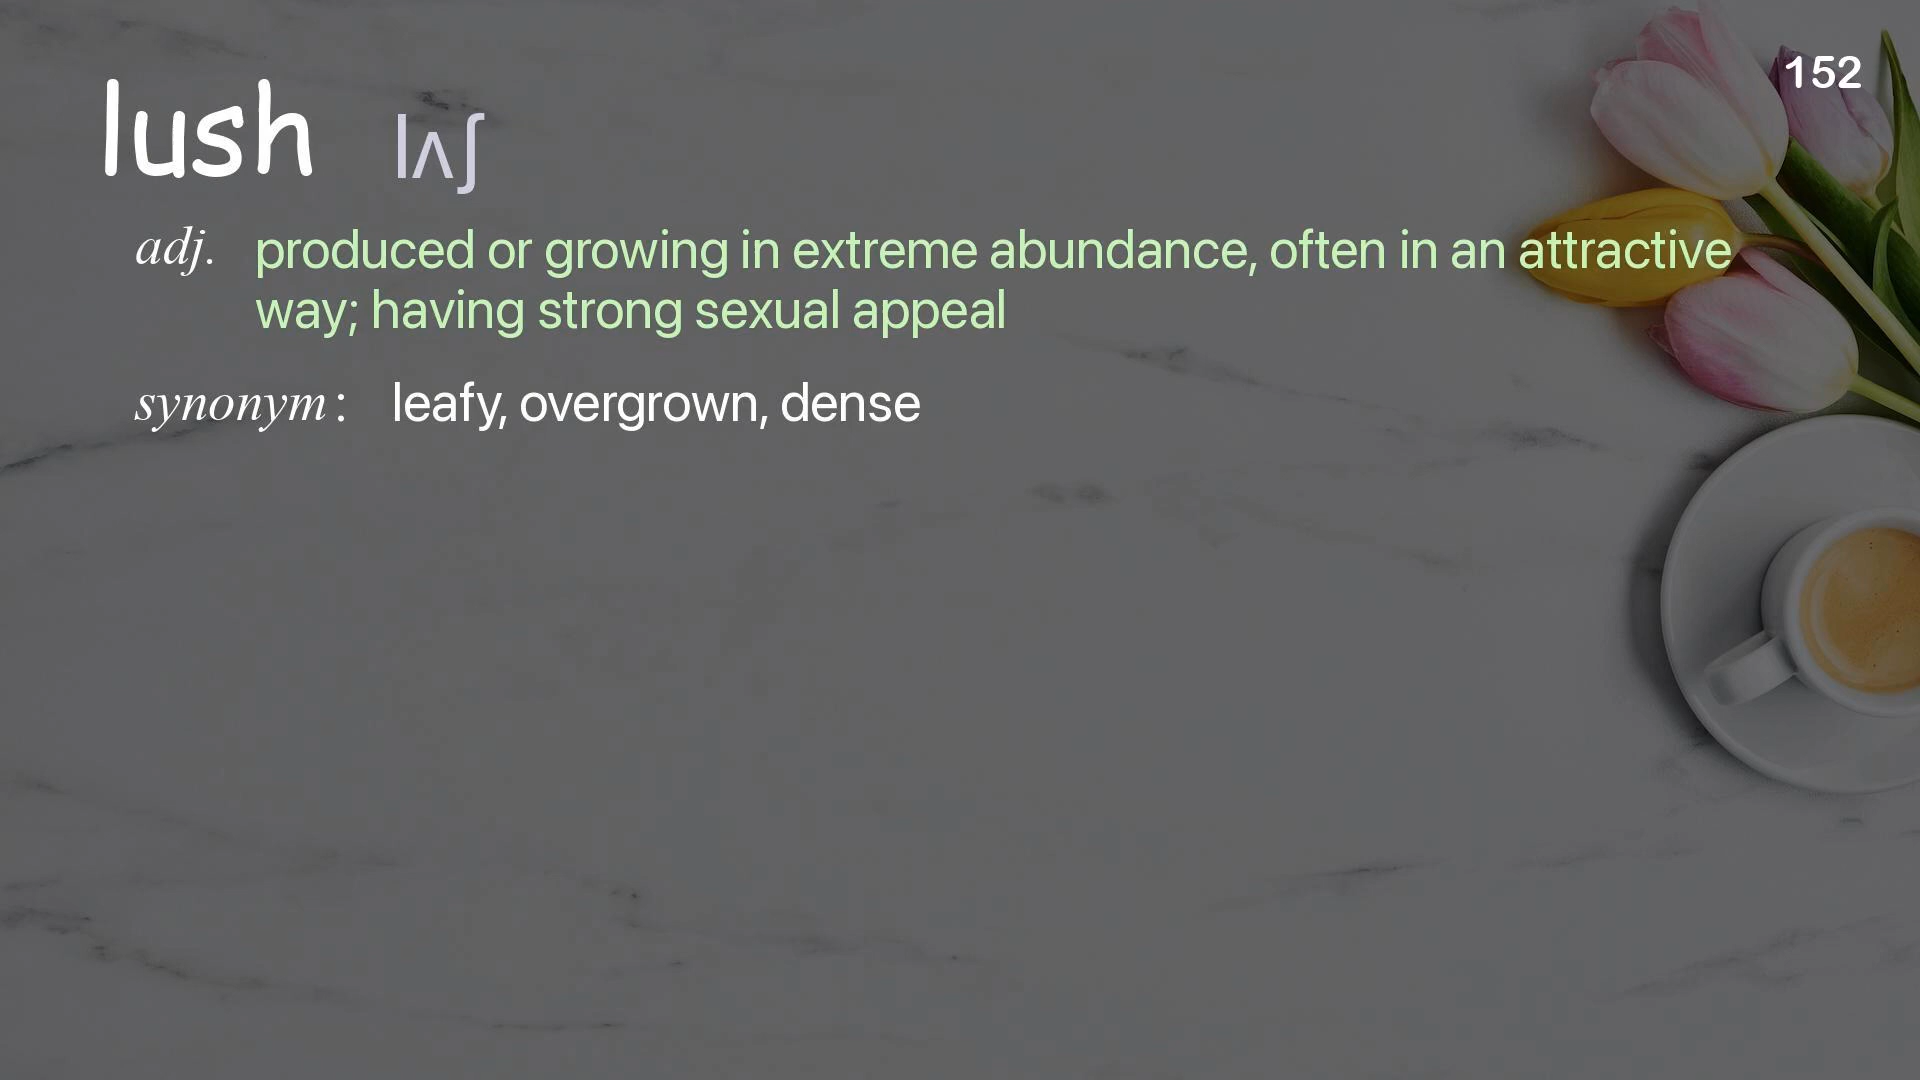 152
lush lʌʃ
adj. produced or growing in extreme abundance, often in an attractive
way; having strong sexual appeal
synonym : leafy, overgrown, dense